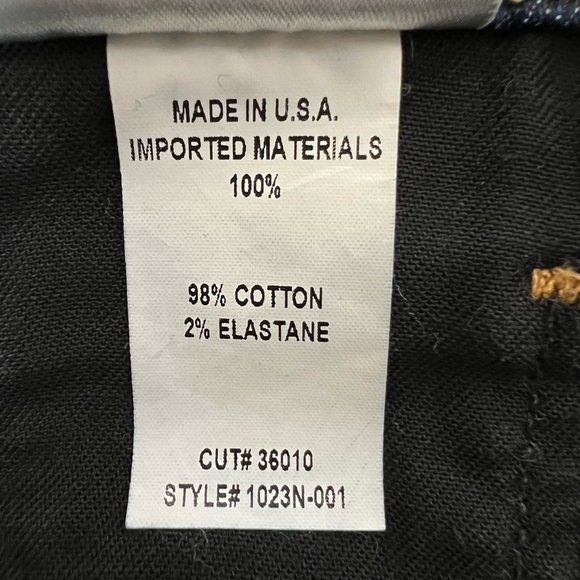 MADE IN U.S.A.
IMPORTED MATERIALS
100%
98% COTTON
2% ELASTANE
CUT# 36010
STYLE# 1023N-001